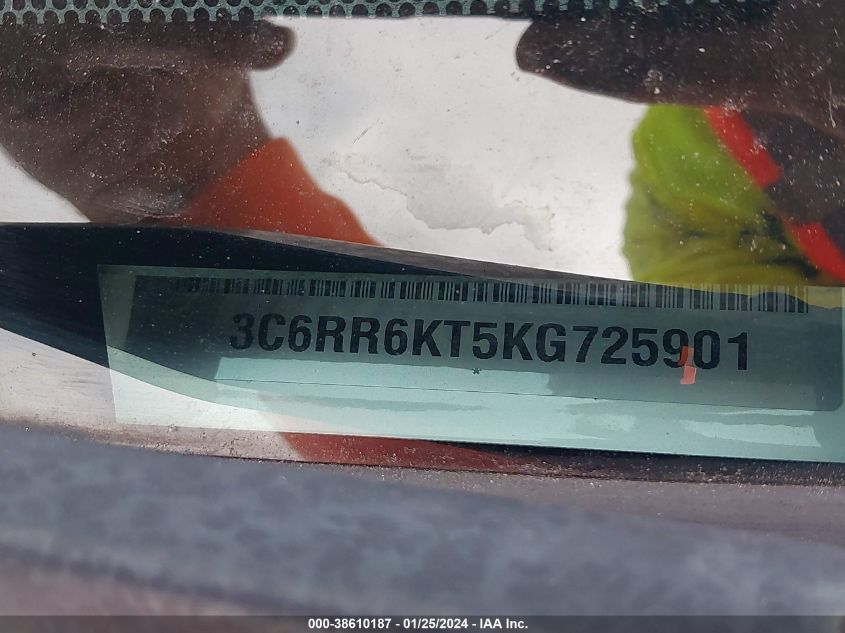 3C6RR6KT5KG725901
*
000-38610187 - 01/25/2024 - IAA Inc.